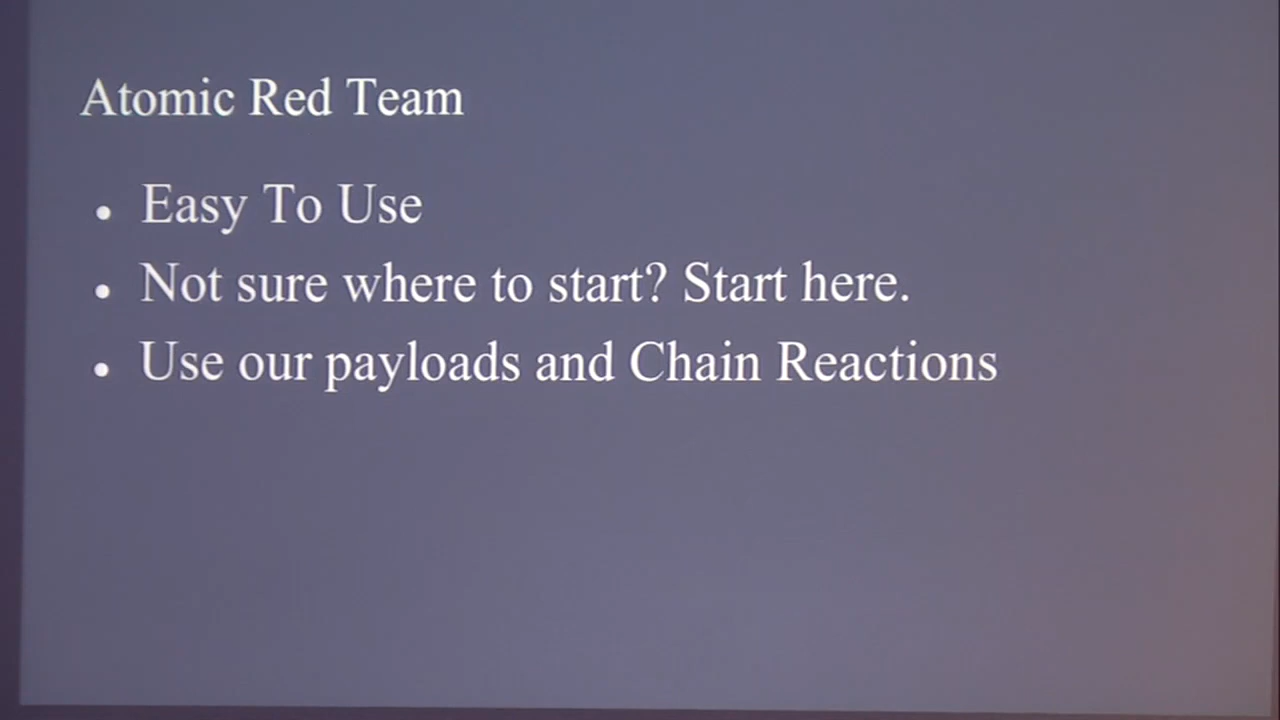 Atomic Red Team
• Easy To Use
• Not sure where to start? Start here.
• Use our payloads and Chain Reactions